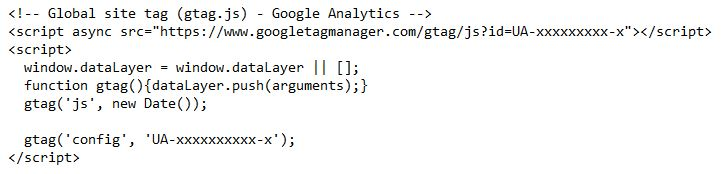 <!-- Global site tag (gtag.js) - Google Analytics -->
<script async src="https://www.googletagmanager.com/gtag/js?id=UA-xxxxxxxxx-x"></script>
<script>
  window.dataLayer = window.dataLayer || [];
  function gtag(){dataLayer.push(arguments);}
  gtag('js', new Date());

  gtag('config', 'UA-xxxxxxxxxx-x');
</script>